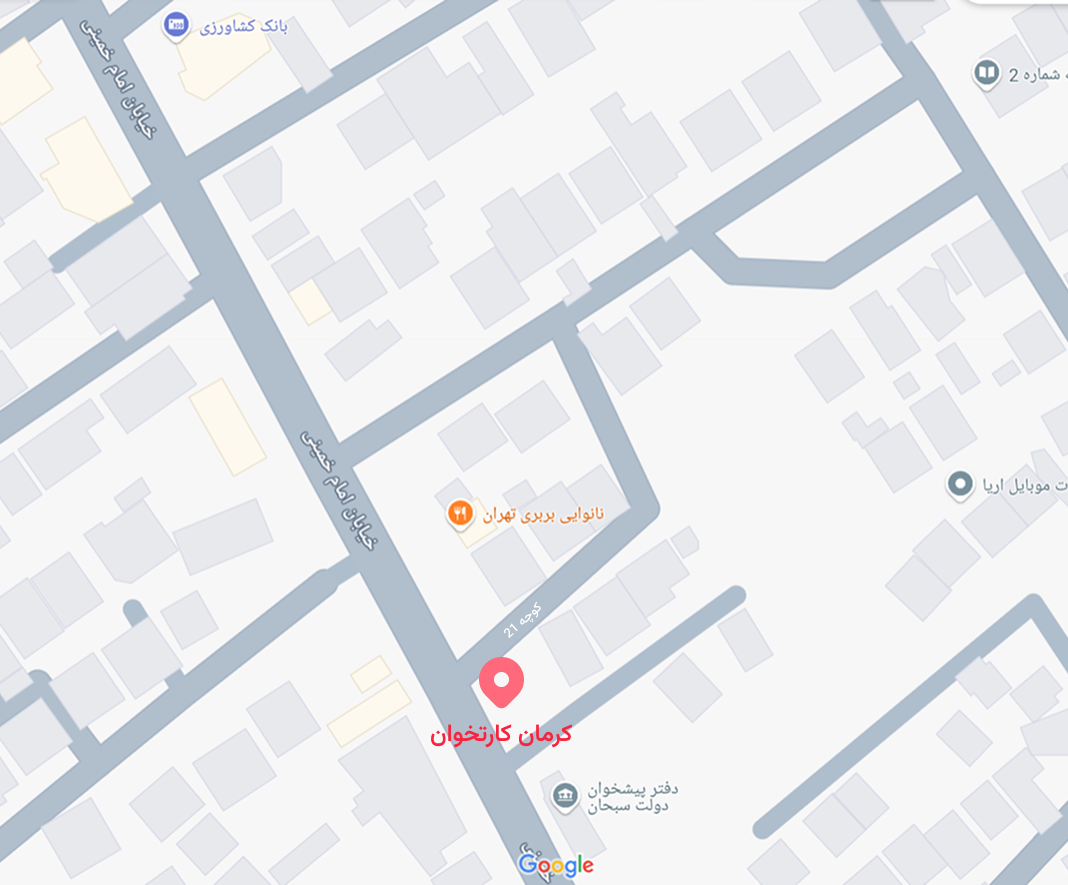 بانک کشاورزی
خیابان امام خمینی
شماره 2
خیابان امام خمینی
موبایل اریا
نانوایی بربری تهران
کوچه 21
کرمان کارتخوان
دفتر پیشخوان
دولت سبحان
Google